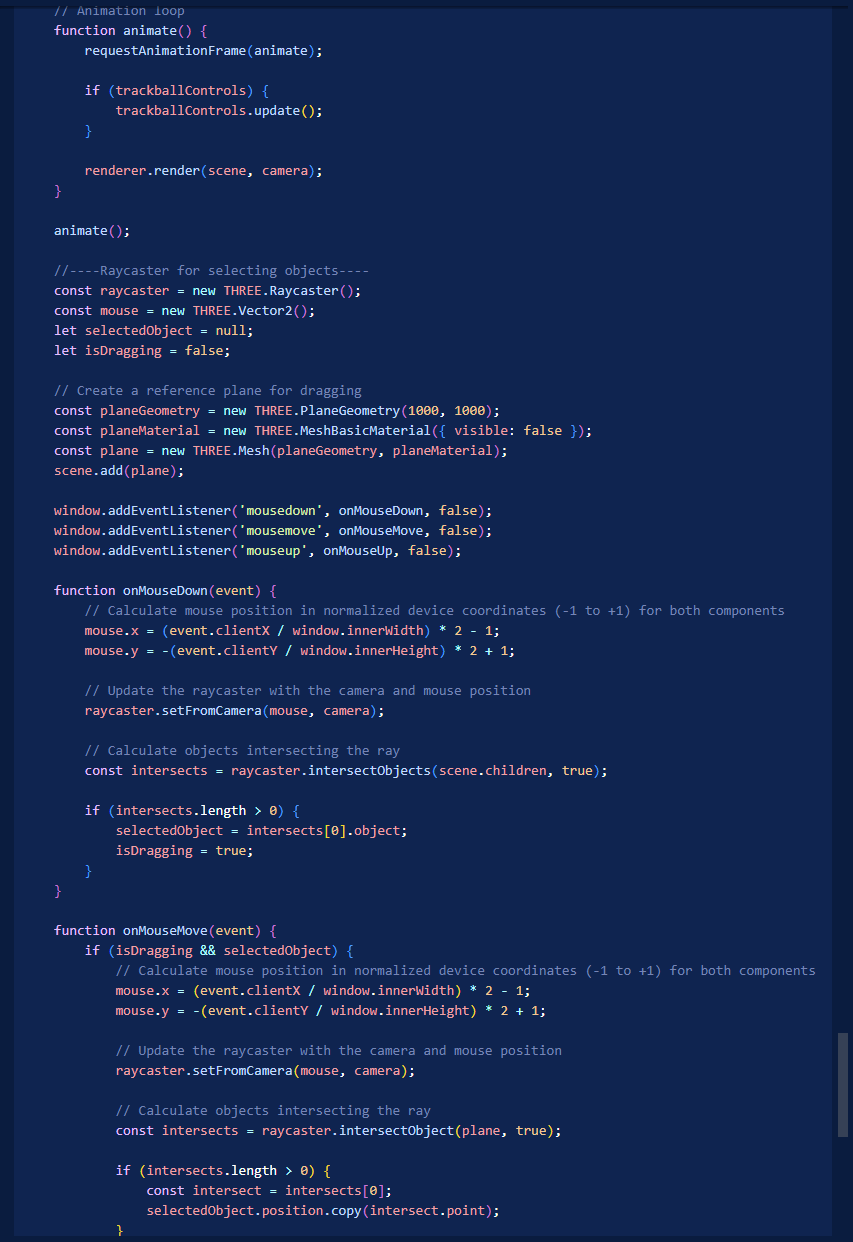 // Animation loop
function animate() {
    requestAnimationFrame(animate);

    if (trackballControls) {
        trackballControls.update();
    }

    renderer.render(scene, camera);
}

animate();

//----Raycaster for selecting objects----
const raycaster = new THREE.Raycaster();
const mouse = new THREE.Vector2();
let selectedObject = null;
let isDragging = false;

// Create a reference plane for dragging
const planeGeometry = new THREE.PlaneGeometry(1000, 1000);
const planeMaterial = new THREE.MeshBasicMaterial({ visible: false });
const plane = new THREE.Mesh(planeGeometry, planeMaterial);
scene.add(plane);

window.addEventListener('mousedown', onMouseDown, false);
window.addEventListener('mousemove', onMouseMove, false);
window.addEventListener('mouseup', onMouseUp, false);

function onMouseDown(event) {
    // Calculate mouse position in normalized device coordinates (-1 to +1) for both components
    mouse.x = (event.clientX / window.innerWidth) * 2 - 1;
    mouse.y = -(event.clientY / window.innerHeight) * 2 + 1;

    // Update the raycaster with the camera and mouse position
    raycaster.setFromCamera(mouse, camera);

    // Calculate objects intersecting the ray
    const intersects = raycaster.intersectObjects(scene.children, true);

    if (intersects.length > 0) {
        selectedObject = intersects[0].object;
        isDragging = true;
    }
}

function onMouseMove(event) {
    if (isDragging && selectedObject) {
        // Calculate mouse position in normalized device coordinates (-1 to +1) for both components
        mouse.x = (event.clientX / window.innerWidth) * 2 - 1;
        mouse.y = -(event.clientY / window.innerHeight) * 2 + 1;

        // Update the raycaster with the camera and mouse position
        raycaster.setFromCamera(mouse, camera);

        // Calculate objects intersecting the ray
        const intersects = raycaster.intersectObject(plane, true);

        if (intersects.length > 0) {
            const intersect = intersects[0];
            selectedObject.position.copy(intersect.point);
        }